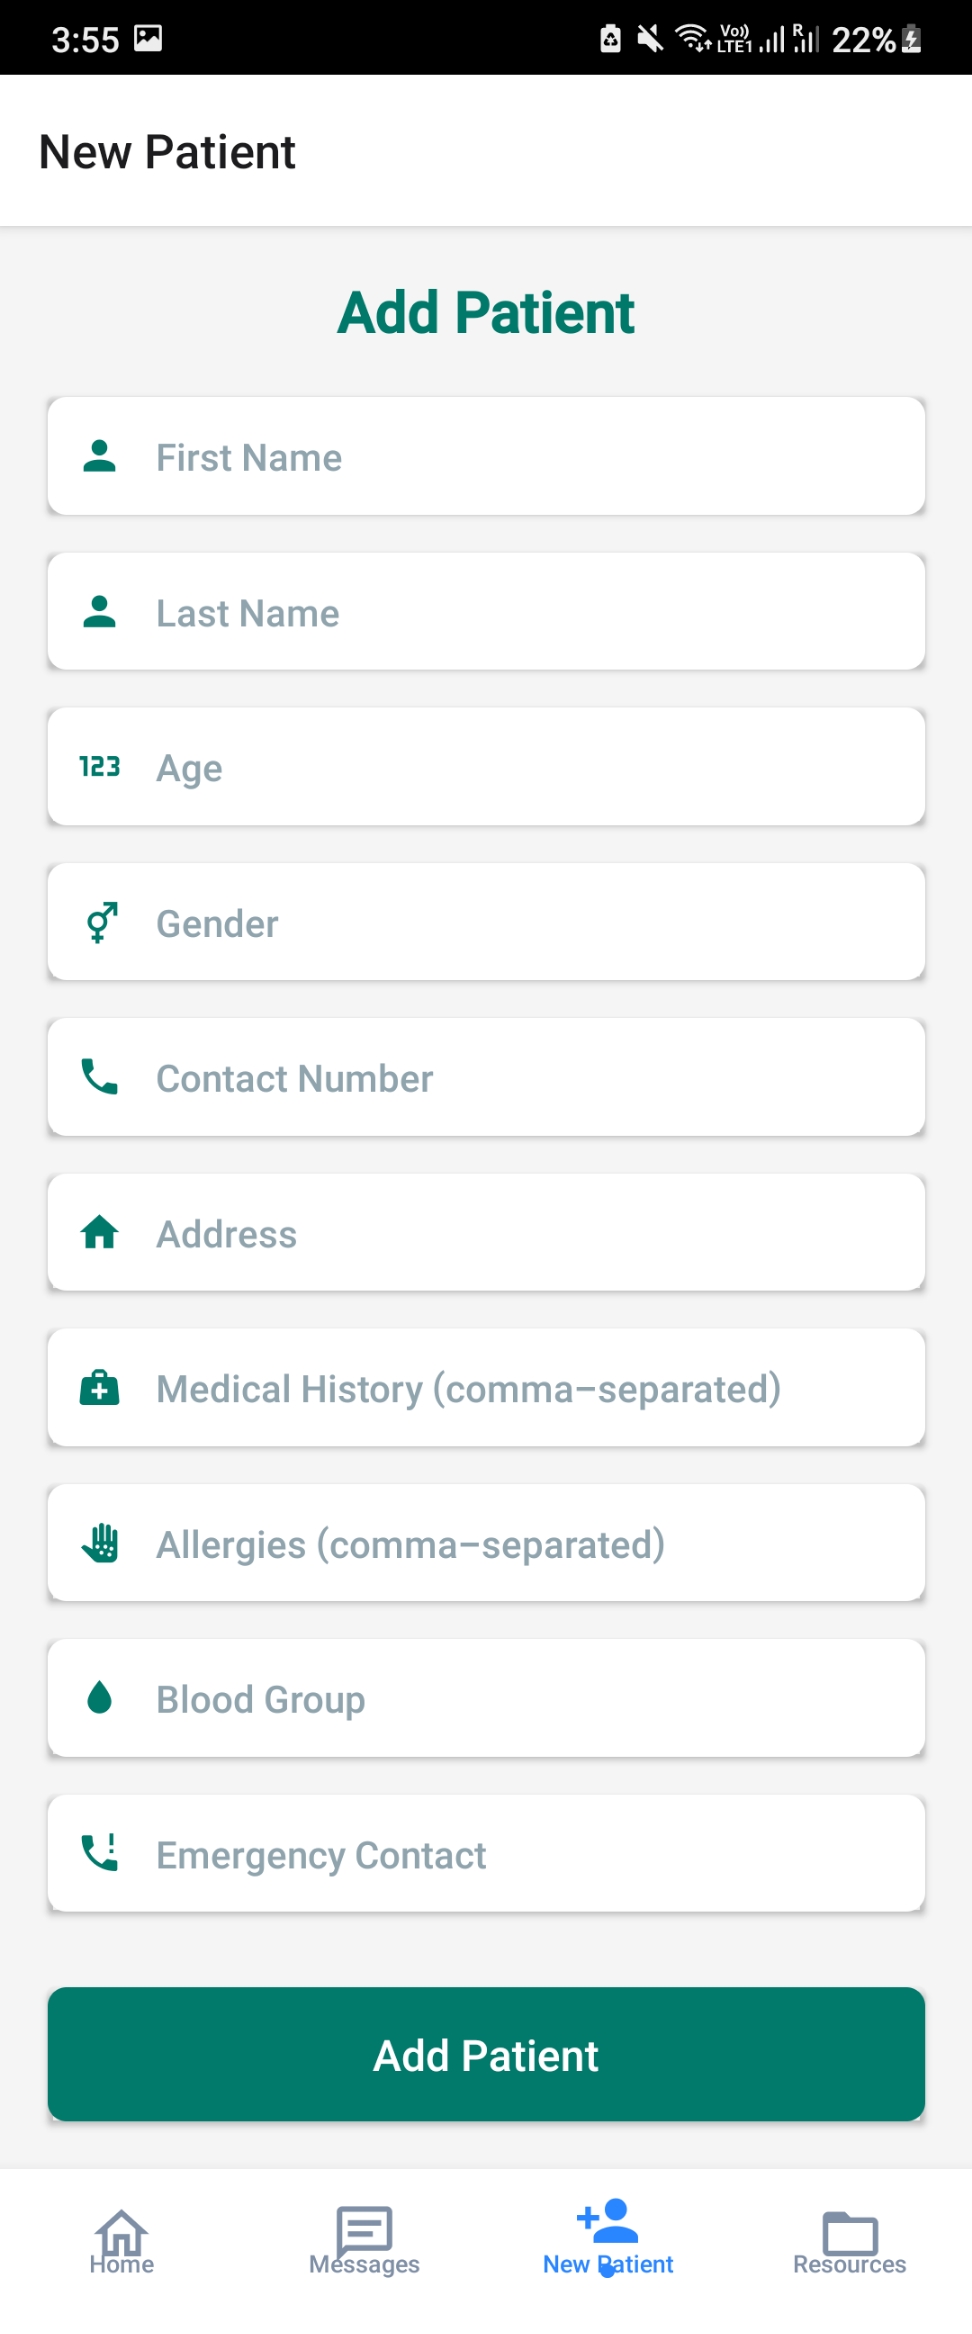 3:55
Vo))
LTE1
R
22%
New Patient
Add Patient
First Name
Last Name
123
Age
Gender
Contact Number
Address
Medical History (comma-separated)
Allergies (comma-separated)
Blood Group
Emergency Contact
Add Patient
Home
Messages
New Patient
Resources